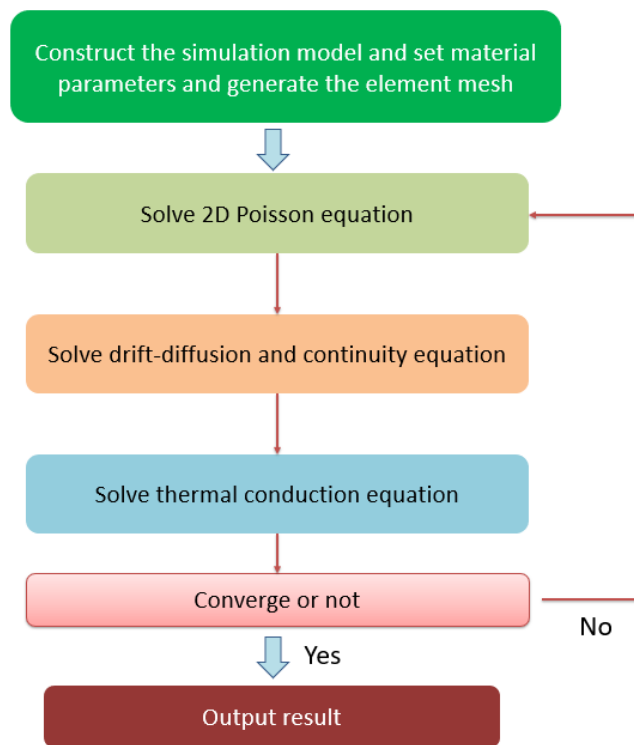 Construct the simulation model and set material
parameters and generate the element mesh
Solve 2D Poisson equation
Solve drift-diffusion and continuity equation
Solve thermal conduction equation
Converge or not
No
Yes
Output result